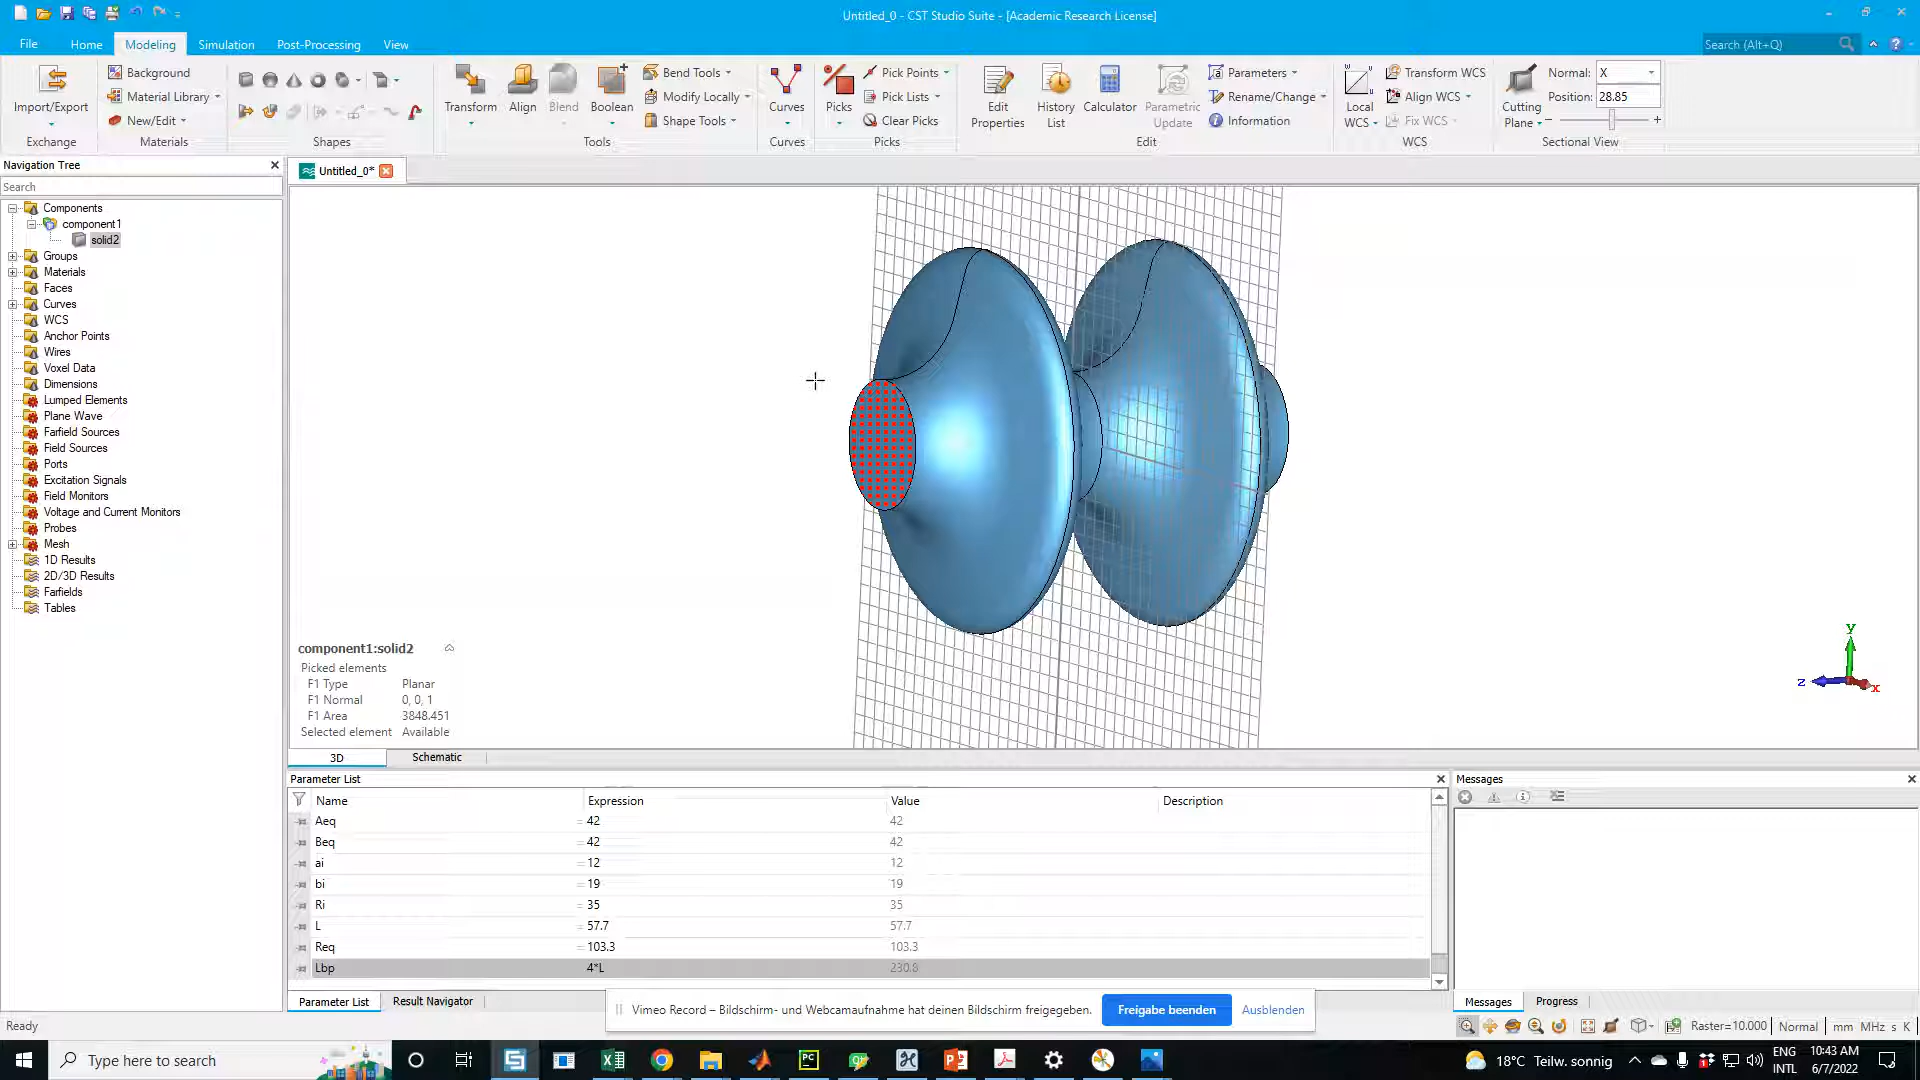 Untitled_0 - CST Studio Suite - [Academic Research License]
File Home Modeling Simulation Post-Processing View
Search (Alt+Q)
Import/Export
Exchange
Background
Material Library
New/Edit
Materials
Shapes
Transform
Align
Blend
Boolean
Bend Tools
Modify Locally
Shape Tools
Tools
Curves
Curves
Picks
Pick Points
Pick Lists
Clear Picks
Picks
Edit
Properties
History
List
Calculator
Parametric
Update
Parameters
Rename/Change
Information
Edit
Local
WCS
Transform WCS
Align WCS
Fix WCS
WCS
Cutting
Plane
Normal: X
Position: 28.85
Sectional View
Navigation Tree
Search
Components
component1
solid2
Groups
Materials
Faces
Curves
WCS
Anchor Points
Wires
Voxel Data
Dimensions
Lumped Elements
Plane Wave
Farfield Sources
Field Sources
Ports
Excitation Signals
Field Monitors
Voltage and Current Monitors
Probes
Mesh
1D Results
2D/3D Results
Farfields
Tables
Untitled_0*
y
z
x
component1:solid2
Picked elements
F1 Type Planar
F1 Normal 0, 0, 1
F1 Area 3848.451
Selected element Available
3D Schematic
Parameter List
Name Expression Value Description
Aeq = 42 42
Beq = 42 42
ai = 12 12
bi = 19 19
Ri = 35 35
L = 57.7 57.7
Req = 103.3 103.3
Lbp 4*L 230.8
Parameter List Result Navigator
Messages
Messages Progress
Vimeo Record – Bildschirm- und Webcamaufnahme hat deinen Bildschirm freigegeben. Freigabe beenden Ausblenden
Ready
Raster=10.000 Normal mm MHz s K
Type here to search
18°C Teilw. sonnig
ENG
INTL
10:43 AM
6/7/2022